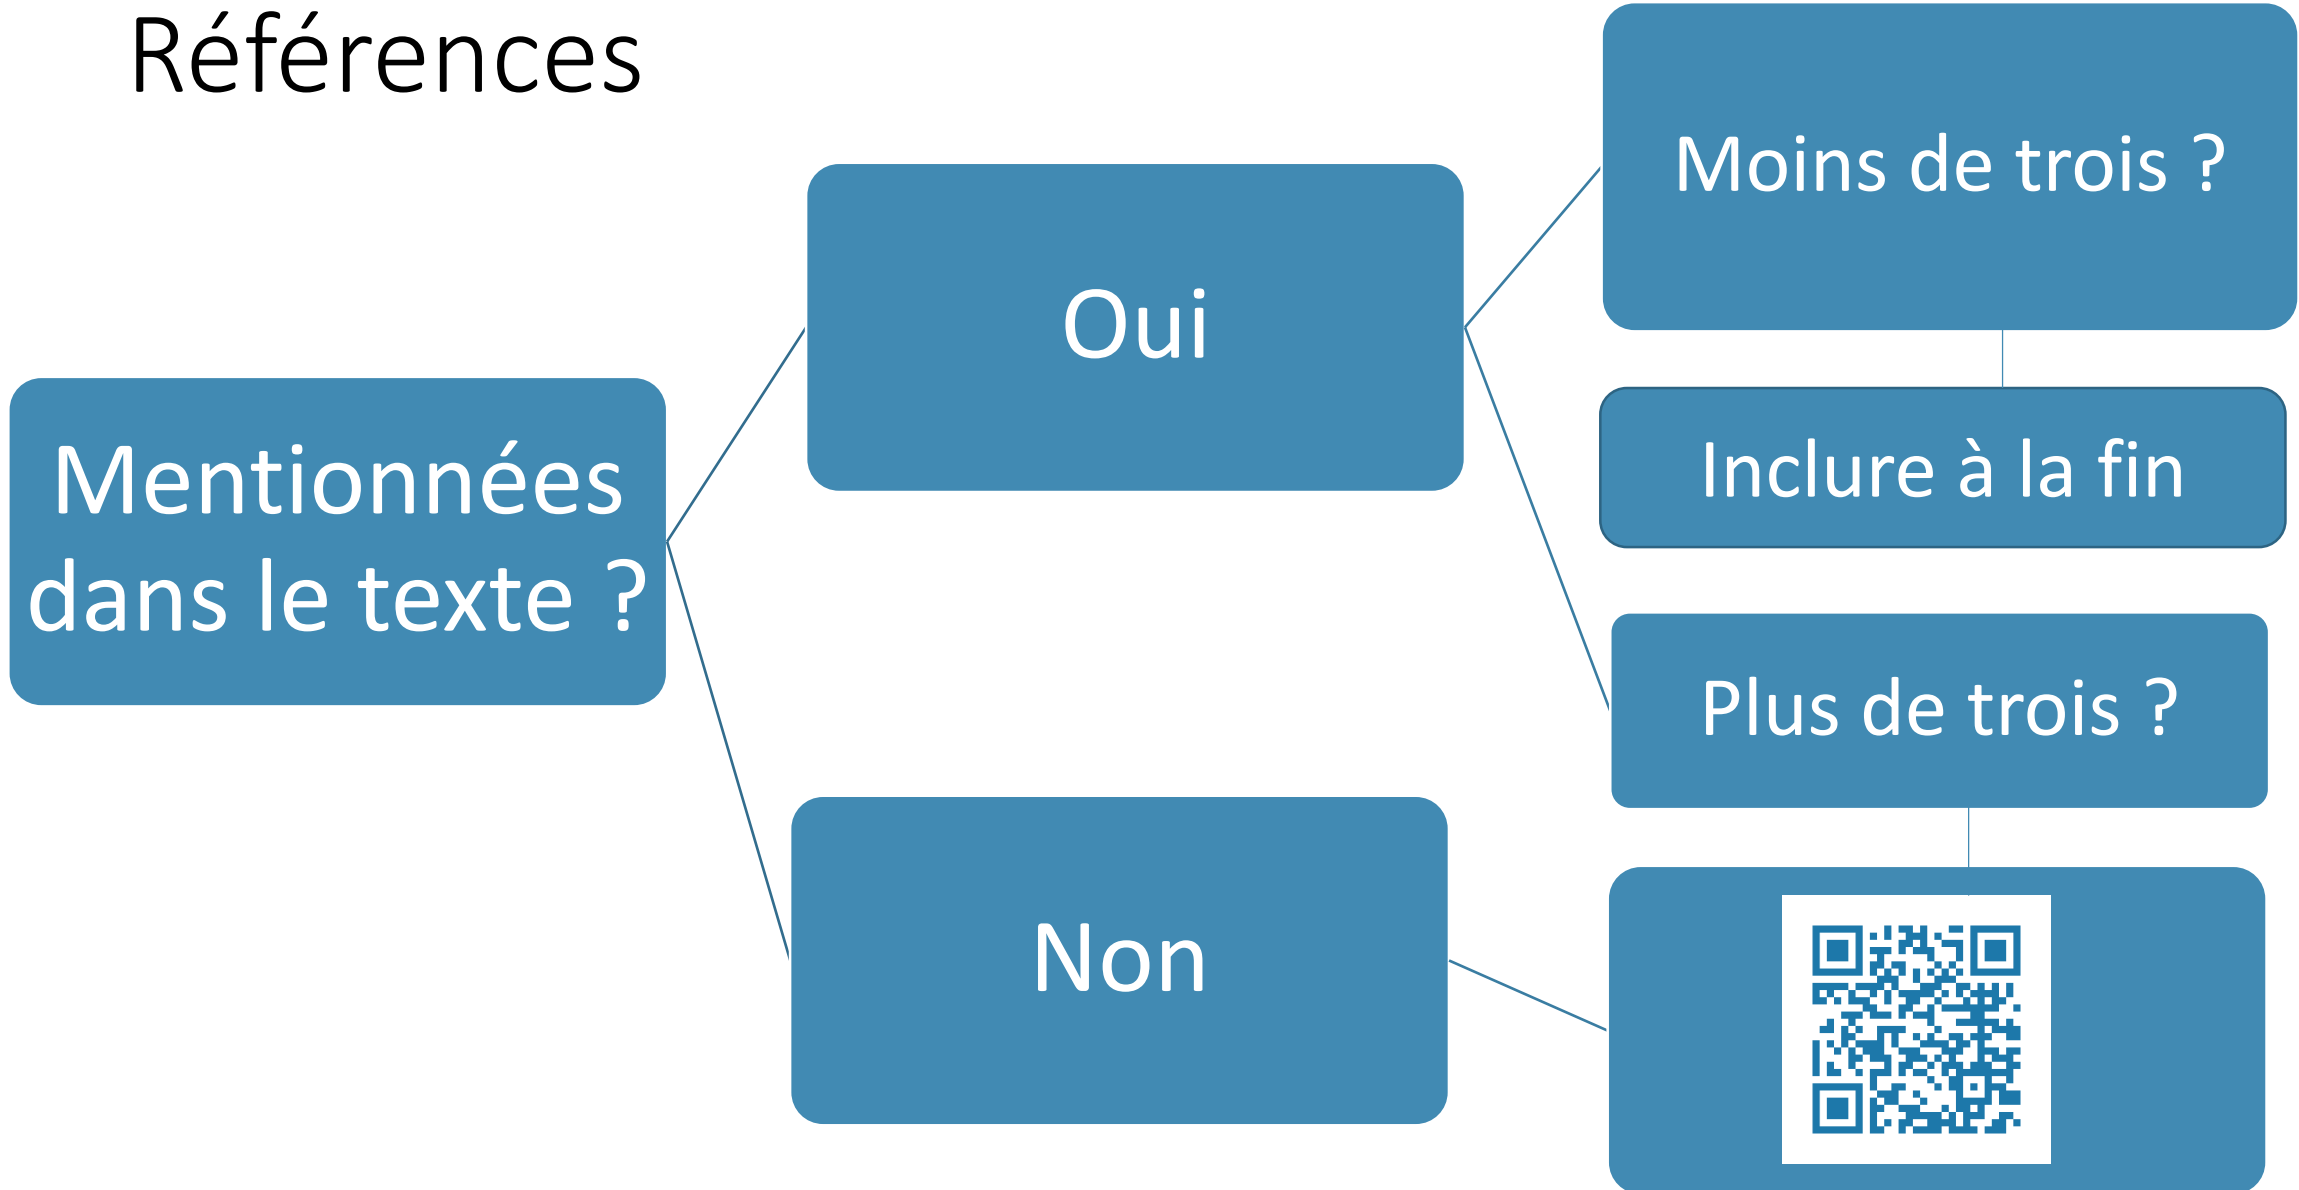 Références
Mentionnées
dans le texte ?
Oui
Non
Moins de trois ?
Inclure à la fin
Plus de trois ?